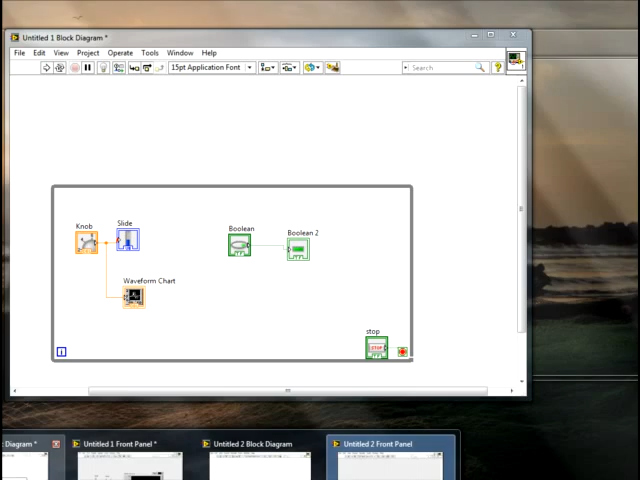 Untitled 1 Block Diagram *
File Edit View Project Operate Tools Window Help
15pt Application Font
Search
Knob
Slide
Boolean
Boolean 2
Waveform Chart
stop
STOP
i
Diagram *
Untitled 1 Front Panel *
Untitled 2 Block Diagram
Untitled 2 Front Panel